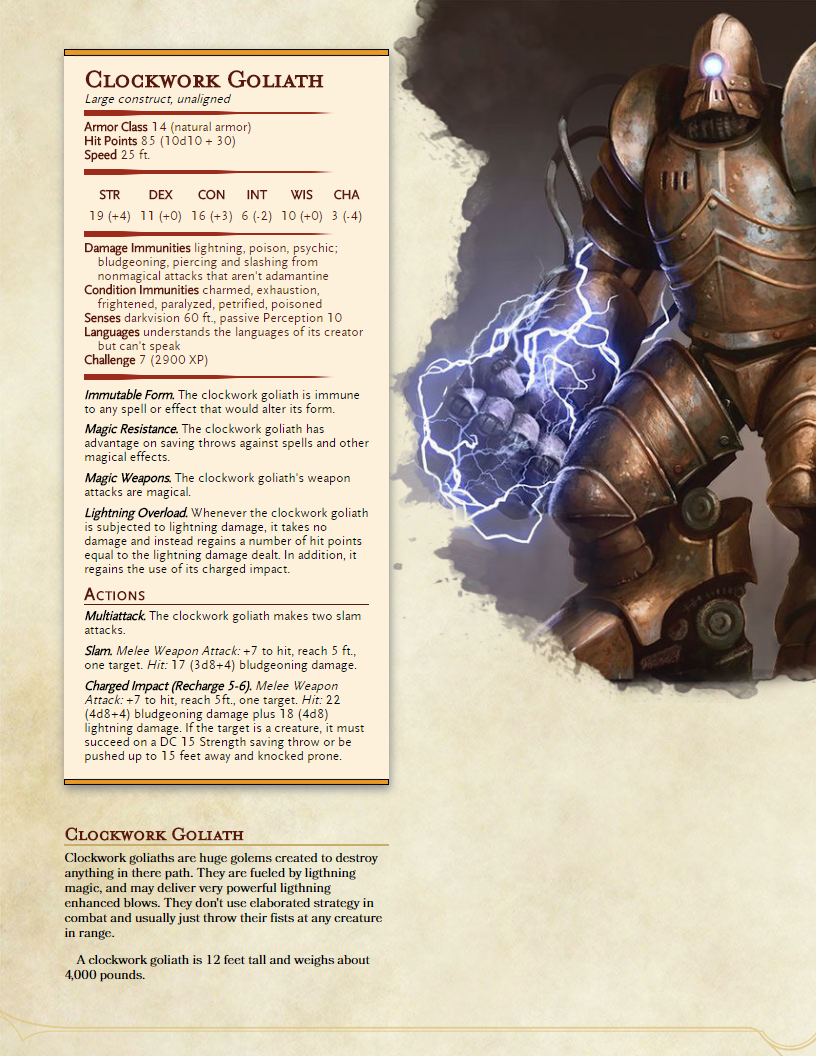 Clockwork Goliath
Large construct, unaligned
Armor Class 14 (natural armor)
Hit Points 85 (10d10 + 30)
Speed 25 ft.
STR DEX CON INT WIS CHA
19 (+4) 11 (+0) 16 (+3) 6 (-2) 10 (+0) 3 (-4)
Damage Immunities lightning, poison, psychic;
bludgeoning, piercing and slashing from
nonmagical attacks that aren't adamantine
Condition Immunities charmed, exhaustion,
frightened, paralyzed, petrified, poisoned
Senses darkvision 60 ft., passive Perception 10
Languages understands the languages of its creator
but can't speak
Challenge 7 (2900 XP)
Immutable Form. The clockwork goliath is immune
to any spell or effect that would alter its form.
Magic Resistance. The clockwork goliath has
advantage on saving throws against spells and other
magical effects.
Magic Weapons. The clockwork goliath's weapon
attacks are magical.
Lightning Overload. Whenever the clockwork goliath
is subjected to lightning damage, it takes no
damage and instead regains a number of hit points
equal to the lightning damage dealt. In addition, it
regains the use of its charged impact.
Actions
Multiattack. The clockwork goliath makes two slam
attacks.
Slam. Melee Weapon Attack: +7 to hit, reach 5 ft.,
one target. Hit: 17 (3d8+4) bludgeoning damage.
Charged Impact (Recharge 5-6). Melee Weapon
Attack: +7 to hit, reach 5ft., one target. Hit: 22
(4d8+4) bludgeoning damage plus 18 (4d8)
lightning damage. If the target is a creature, it must
succeed on a DC 15 Strength saving throw or be
pushed up to 15 feet away and knocked prone.
Clockwork Goliath
Clockwork goliaths are huge golems created to destroy
anything in there path. They are fueled by ligthning
magic, and may deliver very powerful ligthning
enhanced blows. They don't use elaborated strategy in
combat and usually just throw their fists at any creature
in range.
A clockwork goliath is 12 feet tall and weighs about
4,000 pounds.